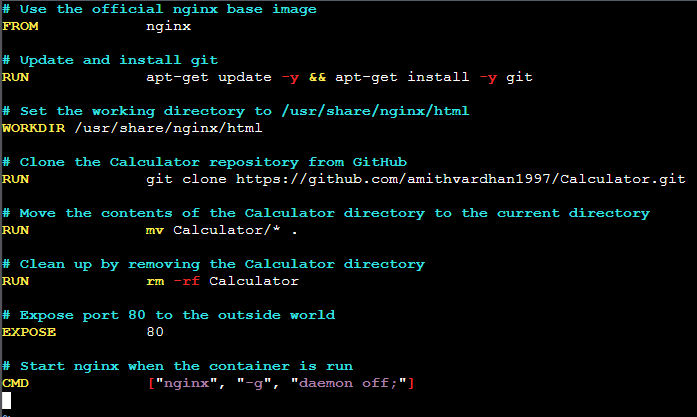 # Use the official nginx base image
FROM nginx
# Update and install git
RUN apt-get update -y && apt-get install -y git
# Set the working directory to /usr/share/nginx/html
WORKDIR /usr/share/nginx/html
# Clone the Calculator repository from GitHub
RUN git clone https://github.com/amithvardhan1997/Calculator.git
# Move the contents of the Calculator directory to the current directory
RUN mv Calculator/* .
# Clean up by removing the Calculator directory
RUN rm -rf Calculator
# Expose port 80 to the outside world
EXPOSE 80
# Start nginx when the container is run
CMD ["nginx", "-g", "daemon off;"]